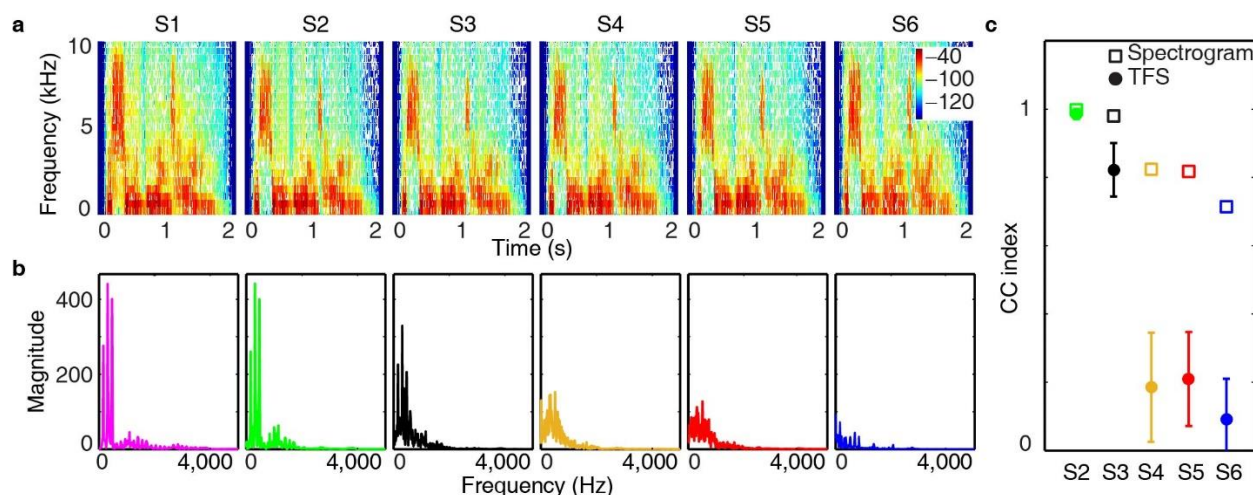 a S1 S2 S3 S4 S5 S6 c
Frequency (kHz)
10
5
0
−40
−100
−120
0 1 2 0 1 2 0 1 2 0 1 2 0 1 2 0 1 2
Time (s)
b
Magnitude
400
200
0
0 4,000 0 4,000 0 4,000 0 4,000 0 4,000 0 4,000
Frequency (Hz)
Spectrogram
TFS
CC index
1
0
S2 S3 S4 S5 S6